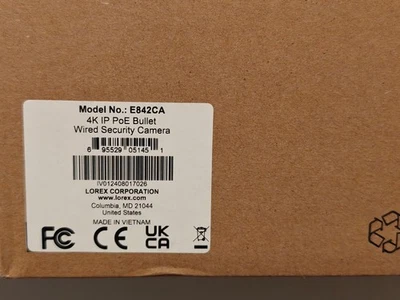 Model No.: E842CA
4K IP PoE Bullet
Wired Security Camera
6 95529 05145 1
IV012408017026
LOREX CORPORATION
www.lorex.com
Columbia, MD 21044
United States
MADE IN VIETNAM
FC CE UK
CA